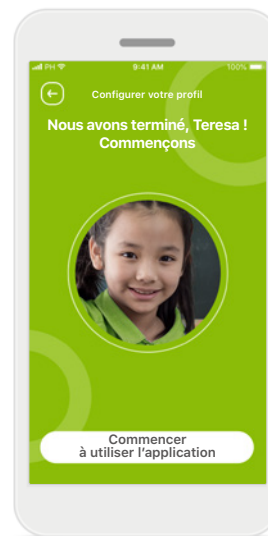 PH
9:41 AM
100%
Configurer votre profil
Nous avons terminé, Teresa !
Commençons
Commencer
à utiliser l'application